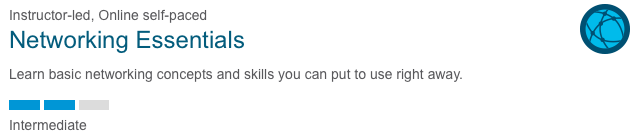 Instructor-led, Online self-paced
Networking Essentials
Learn basic networking concepts and skills you can put to use right away.
Intermediate